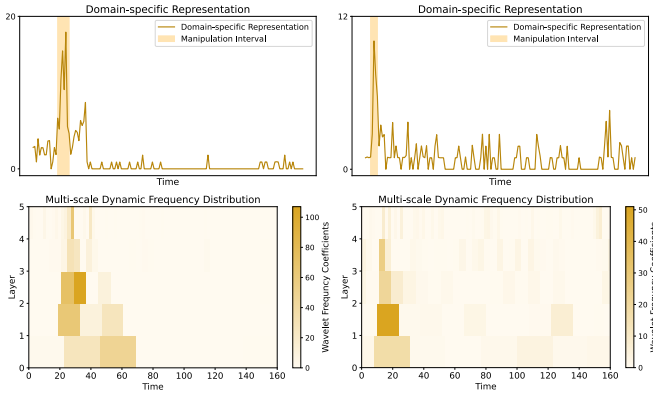 Domain-specific Representation
20
0
Domain-specific Representation
Manipulation Interval
Time
Domain-specific Representation
12
0
Domain-specific Representation
Manipulation Interval
Time
Multi-scale Dynamic Frequency Distribution
5
4
3
2
1
0
Layer
0 20 40 60 80 100 120 140 160
Time
100
80
60
40
20
0
Wavelet Frequncy Coefficients
Multi-scale Dynamic Frequency Distribution
5
4
3
2
1
0
Layer
0 20 40 60 80 100 120 140 160
Time
50
40
30
20
10
0
Frequncy